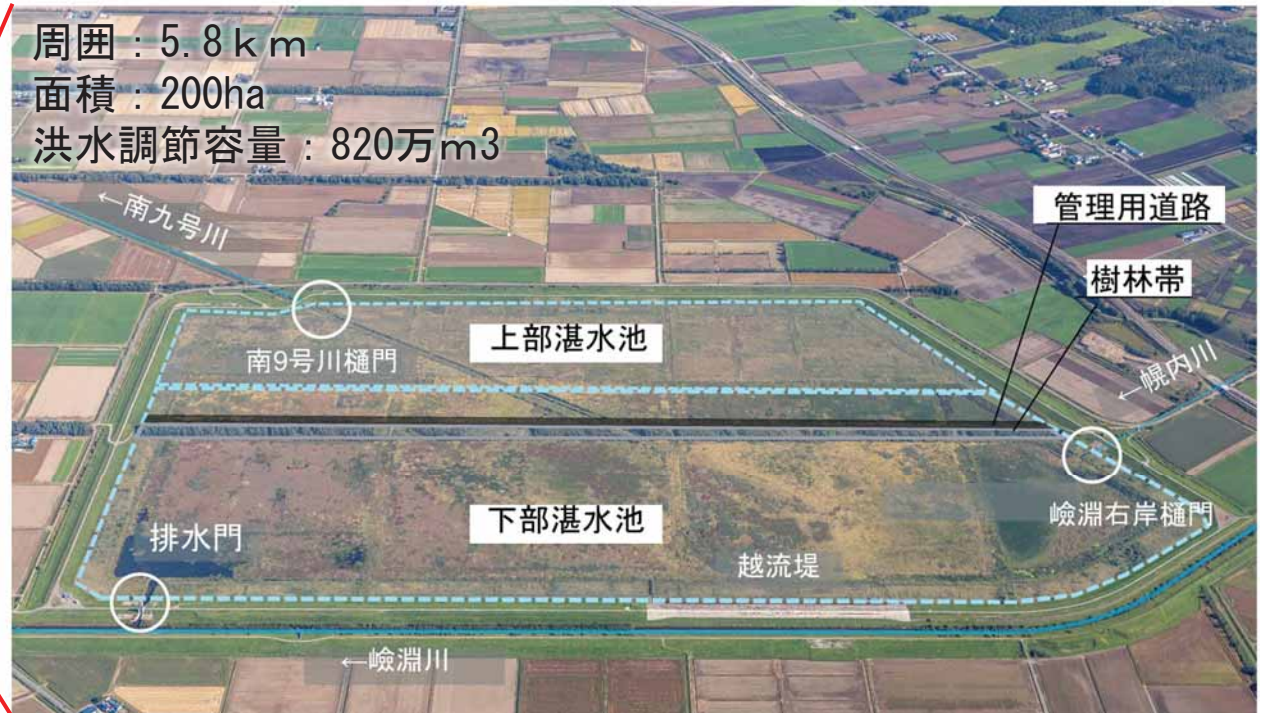 周囲：5.8ｋｍ
面積：200ha
洪水調節容量：820万m3
←南九号川
管理用道路
樹林帯
上部湛水池
南9号川樋門
←幌内川
下部湛水池
嶮淵右岸樋門
排水門
越流堤
←嶮淵川